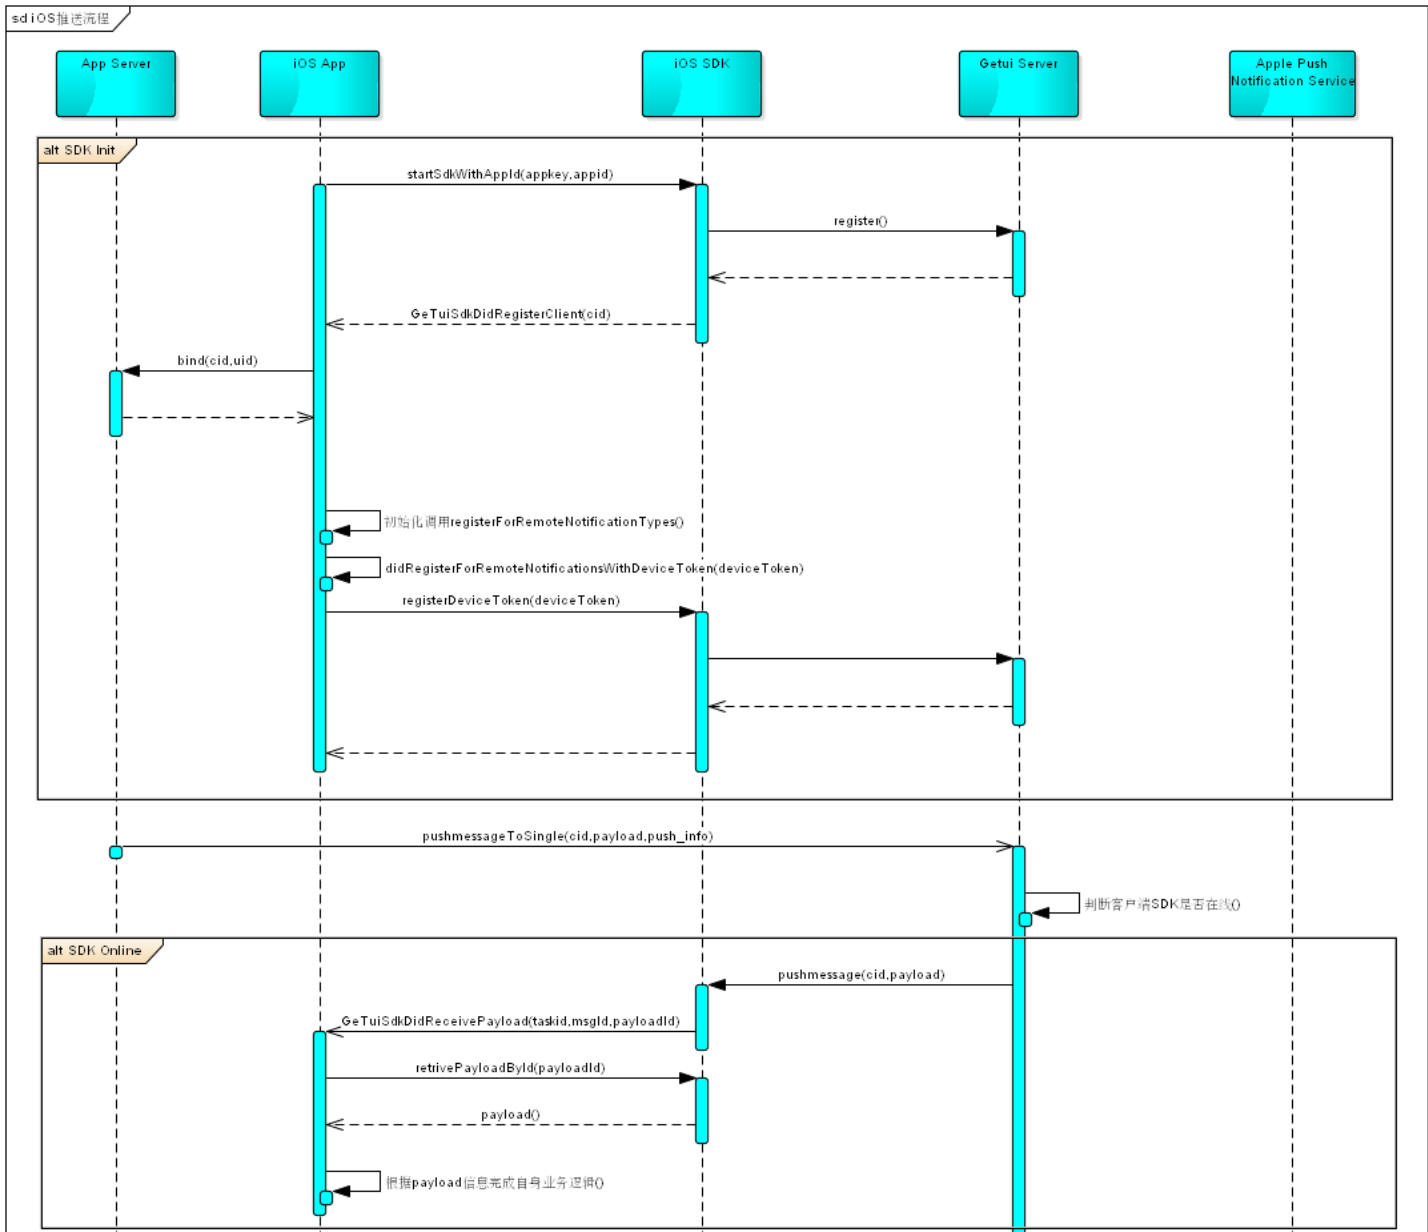 sd iOS推送流程
App Server
iOS App
iOS SDK
Getui Server
Apple Push
Notification Service
alt SDK Init
startSdkWithAppId(appkey,appid)
register()
GeTuiSdkDidRegisterClient(cid)
bind(cid,uid)
初始化调用registerForRemoteNotificationTypes()
didRegisterForRemoteNotificationsWithDeviceToken(deviceToken)
registerDeviceToken(deviceToken)
pushmessageToSingle(cid,payload,push_info)
判断客户端SDK是否在线()
alt SDK Online
pushmessage(cid,payload)
GeTuiSdkDidReceivePayload(taskid,msgId,payloadId)
retrivePayloadById(payloadId)
payload()
根据payload信息完成自身业务逻辑()